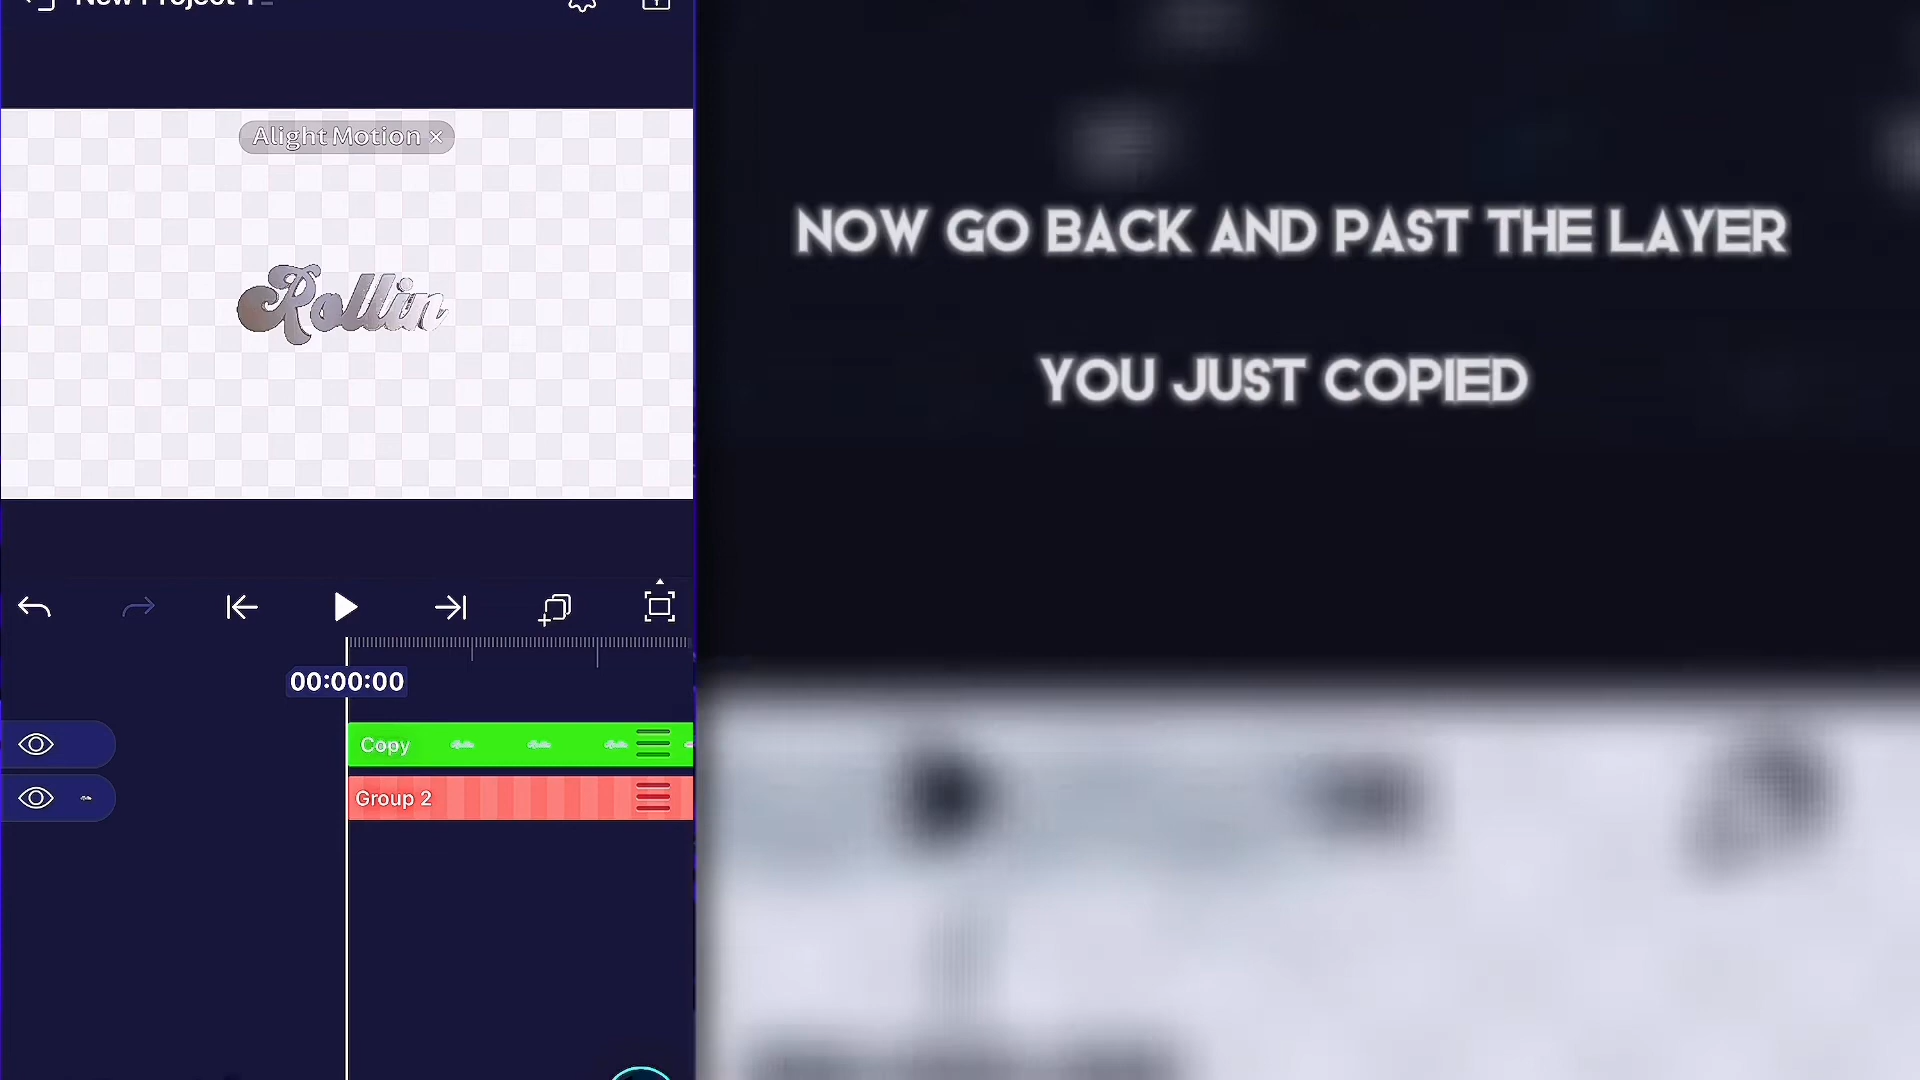 New Project 1
Alight Motion ×
Rollin
NOW GO BACK AND PAST THE LAYER
YOU JUST COPIED
00:00:00
Copy
Group 2